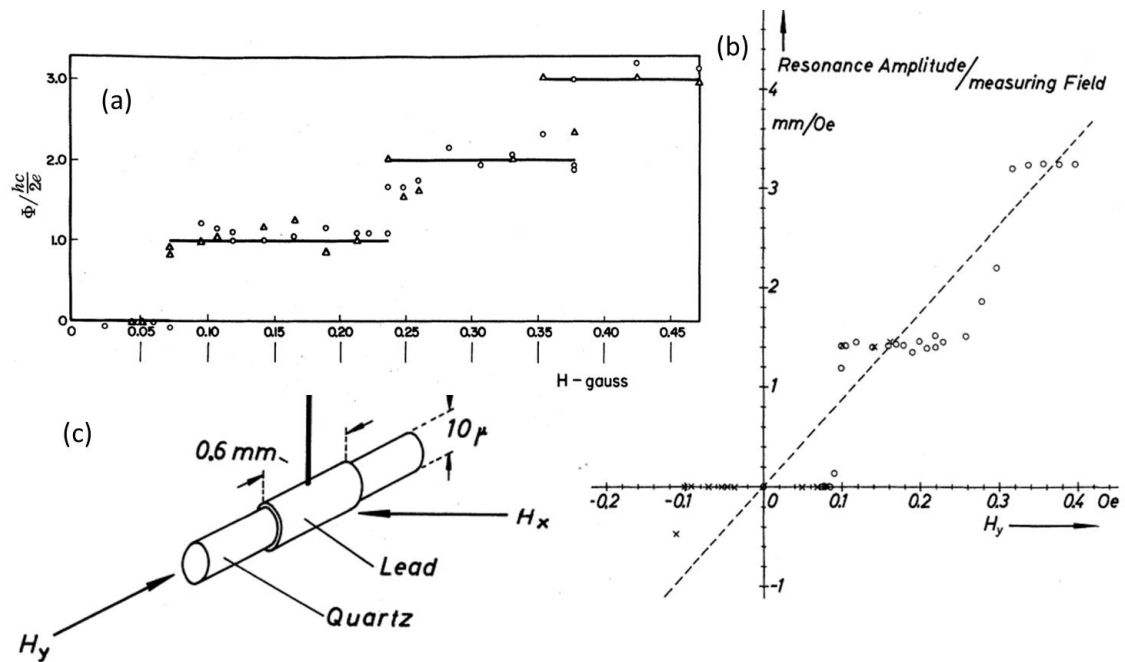 (a)
Φ/hc/2e
3.0
2.0
1.0
0
0 0.05 0.10 0.15 0.20 0.25 0.30 0.35 0.40 0.45
H – gauss
(b)
Resonance Amplitude/measuring Field
mm/Oe
4
3
2
1
-1
-0.2 -0.1 0 0.1 0.2 0.3 0.4 Oe
Hy
(c)
0,6 mm
10 μ
Hx
Lead
Quartz
Hy